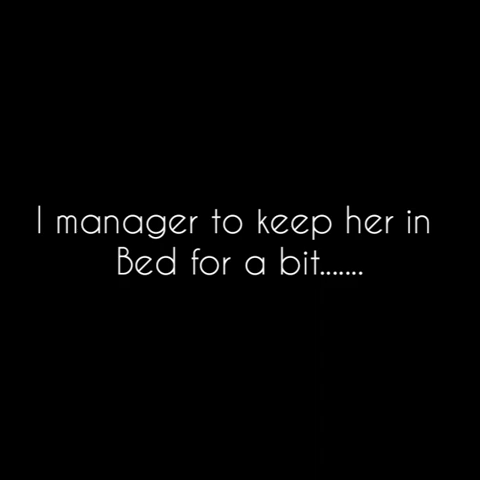 I manager to keep her in
Bed for a bit.......